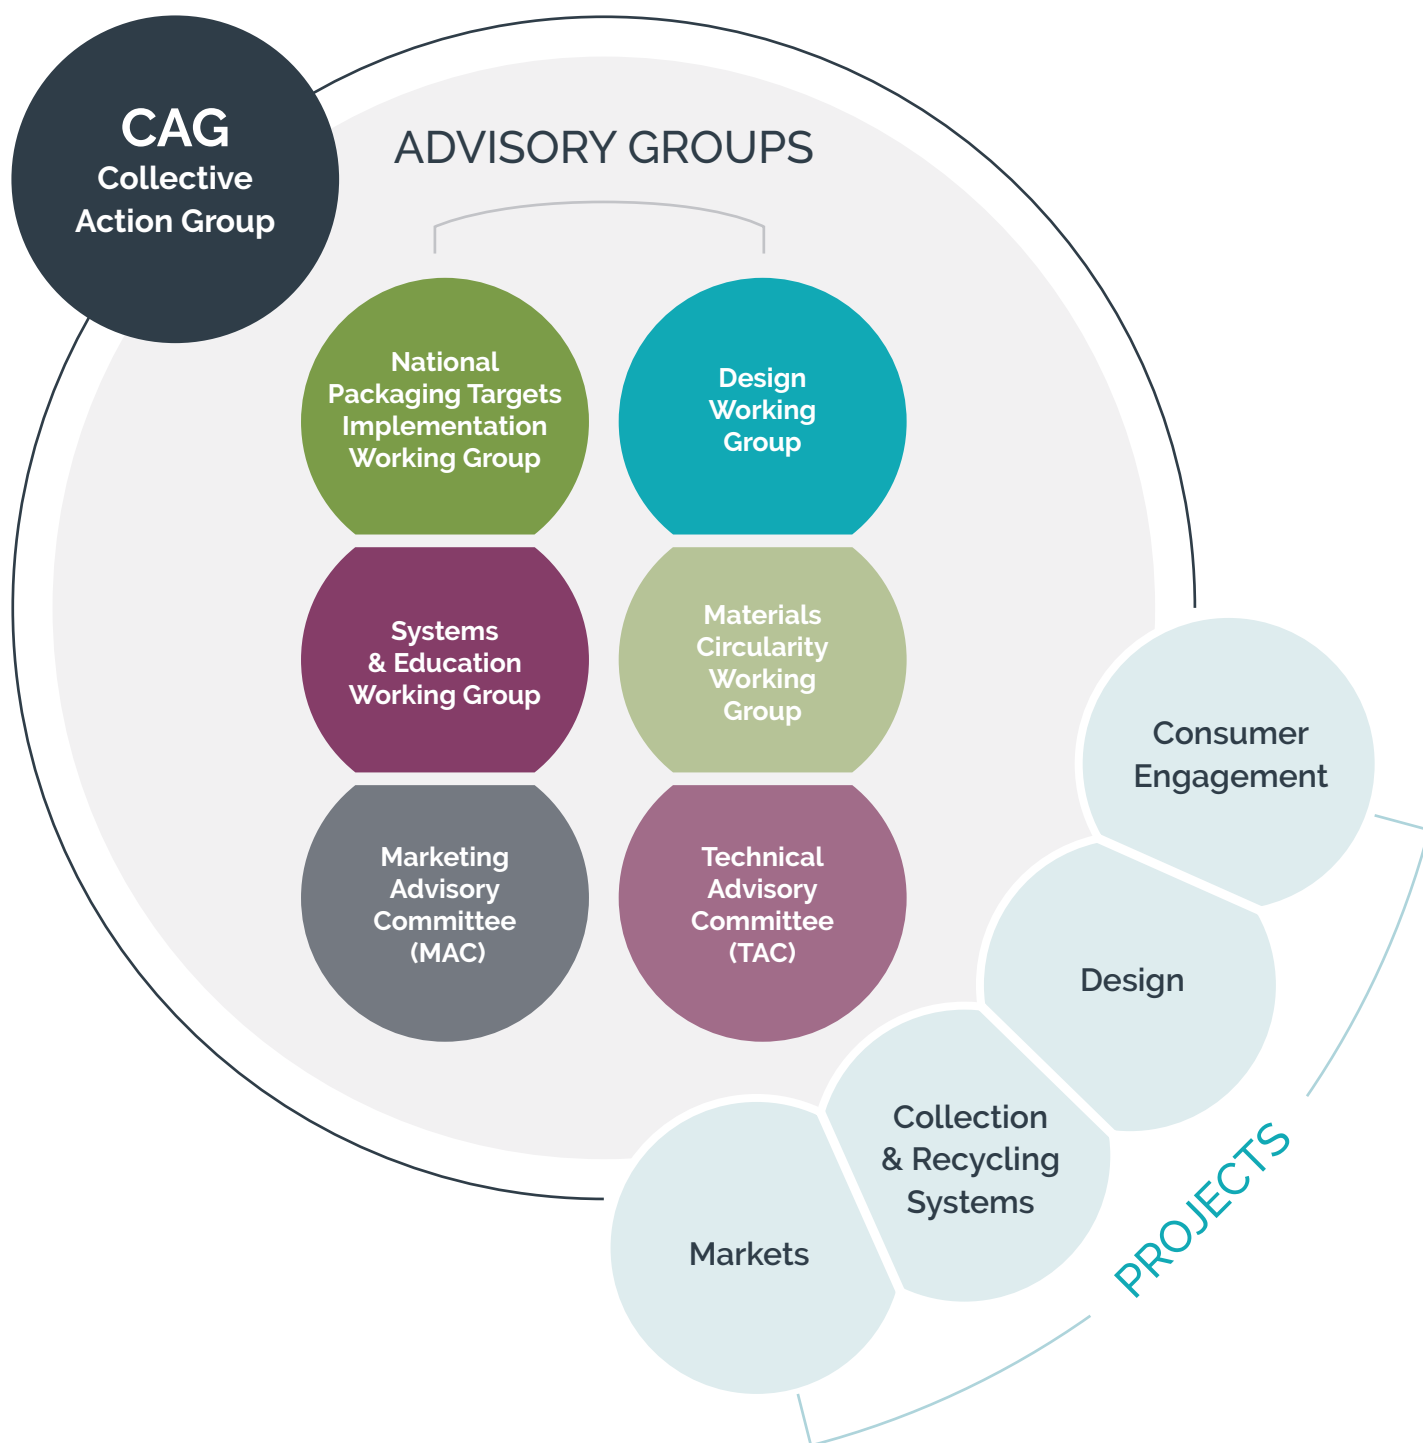 CAG
Collective
Action Group
ADVISORY GROUPS
National
Packaging Targets
Implementation
Working Group
Design
Working
Group
Systems
& Education
Working Group
Materials
Circularity
Working
Group
Marketing
Advisory
Committee
(MAC)
Technical
Advisory
Committee
(TAC)
Consumer
Engagement
Design
Collection
& Recycling
Systems
Markets
PROJECTS